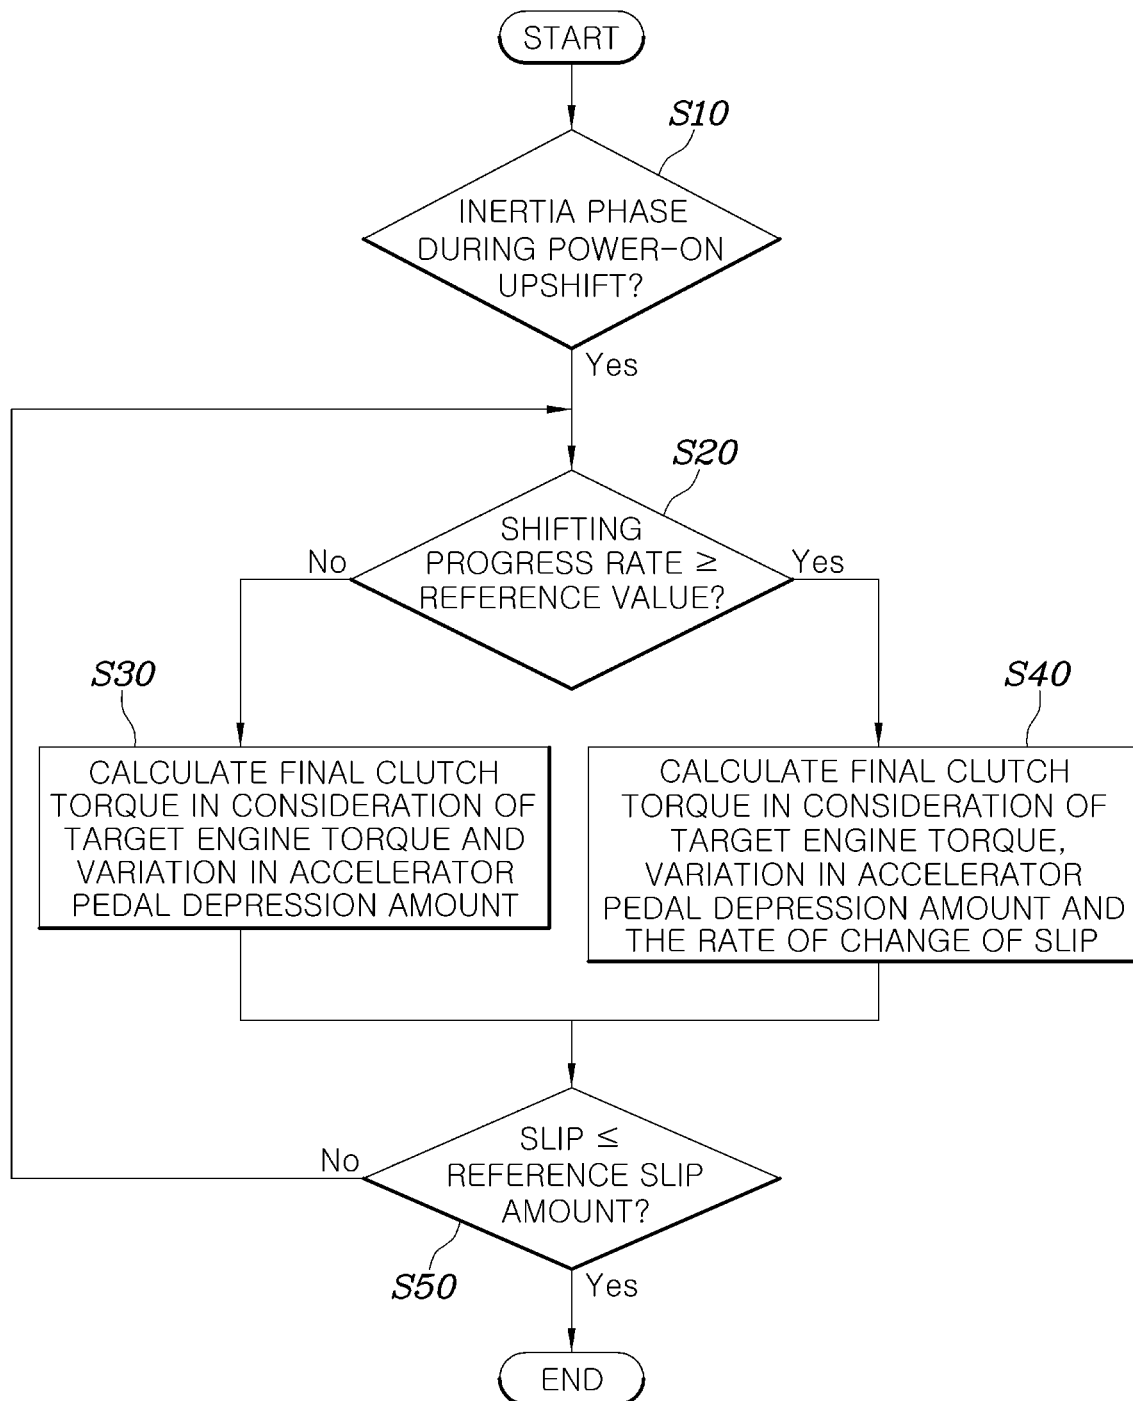 START
S10
INERTIA PHASE
DURING POWER-ON
UPSHIFT?
Yes
S20
SHIFTING
PROGRESS RATE ≥
REFERENCE VALUE?
No
Yes
S30
CALCULATE FINAL CLUTCH
TORQUE IN CONSIDERATION OF
TARGET ENGINE TORQUE AND
VARIATION IN ACCELERATOR
PEDAL DEPRESSION AMOUNT
S40
CALCULATE FINAL CLUTCH
TORQUE IN CONSIDERATION OF
TARGET ENGINE TORQUE,
VARIATION IN ACCELERATOR
PEDAL DEPRESSION AMOUNT AND
THE RATE OF CHANGE OF SLIP
SLIP ≤
REFERENCE SLIP
AMOUNT?
No
S50
Yes
END